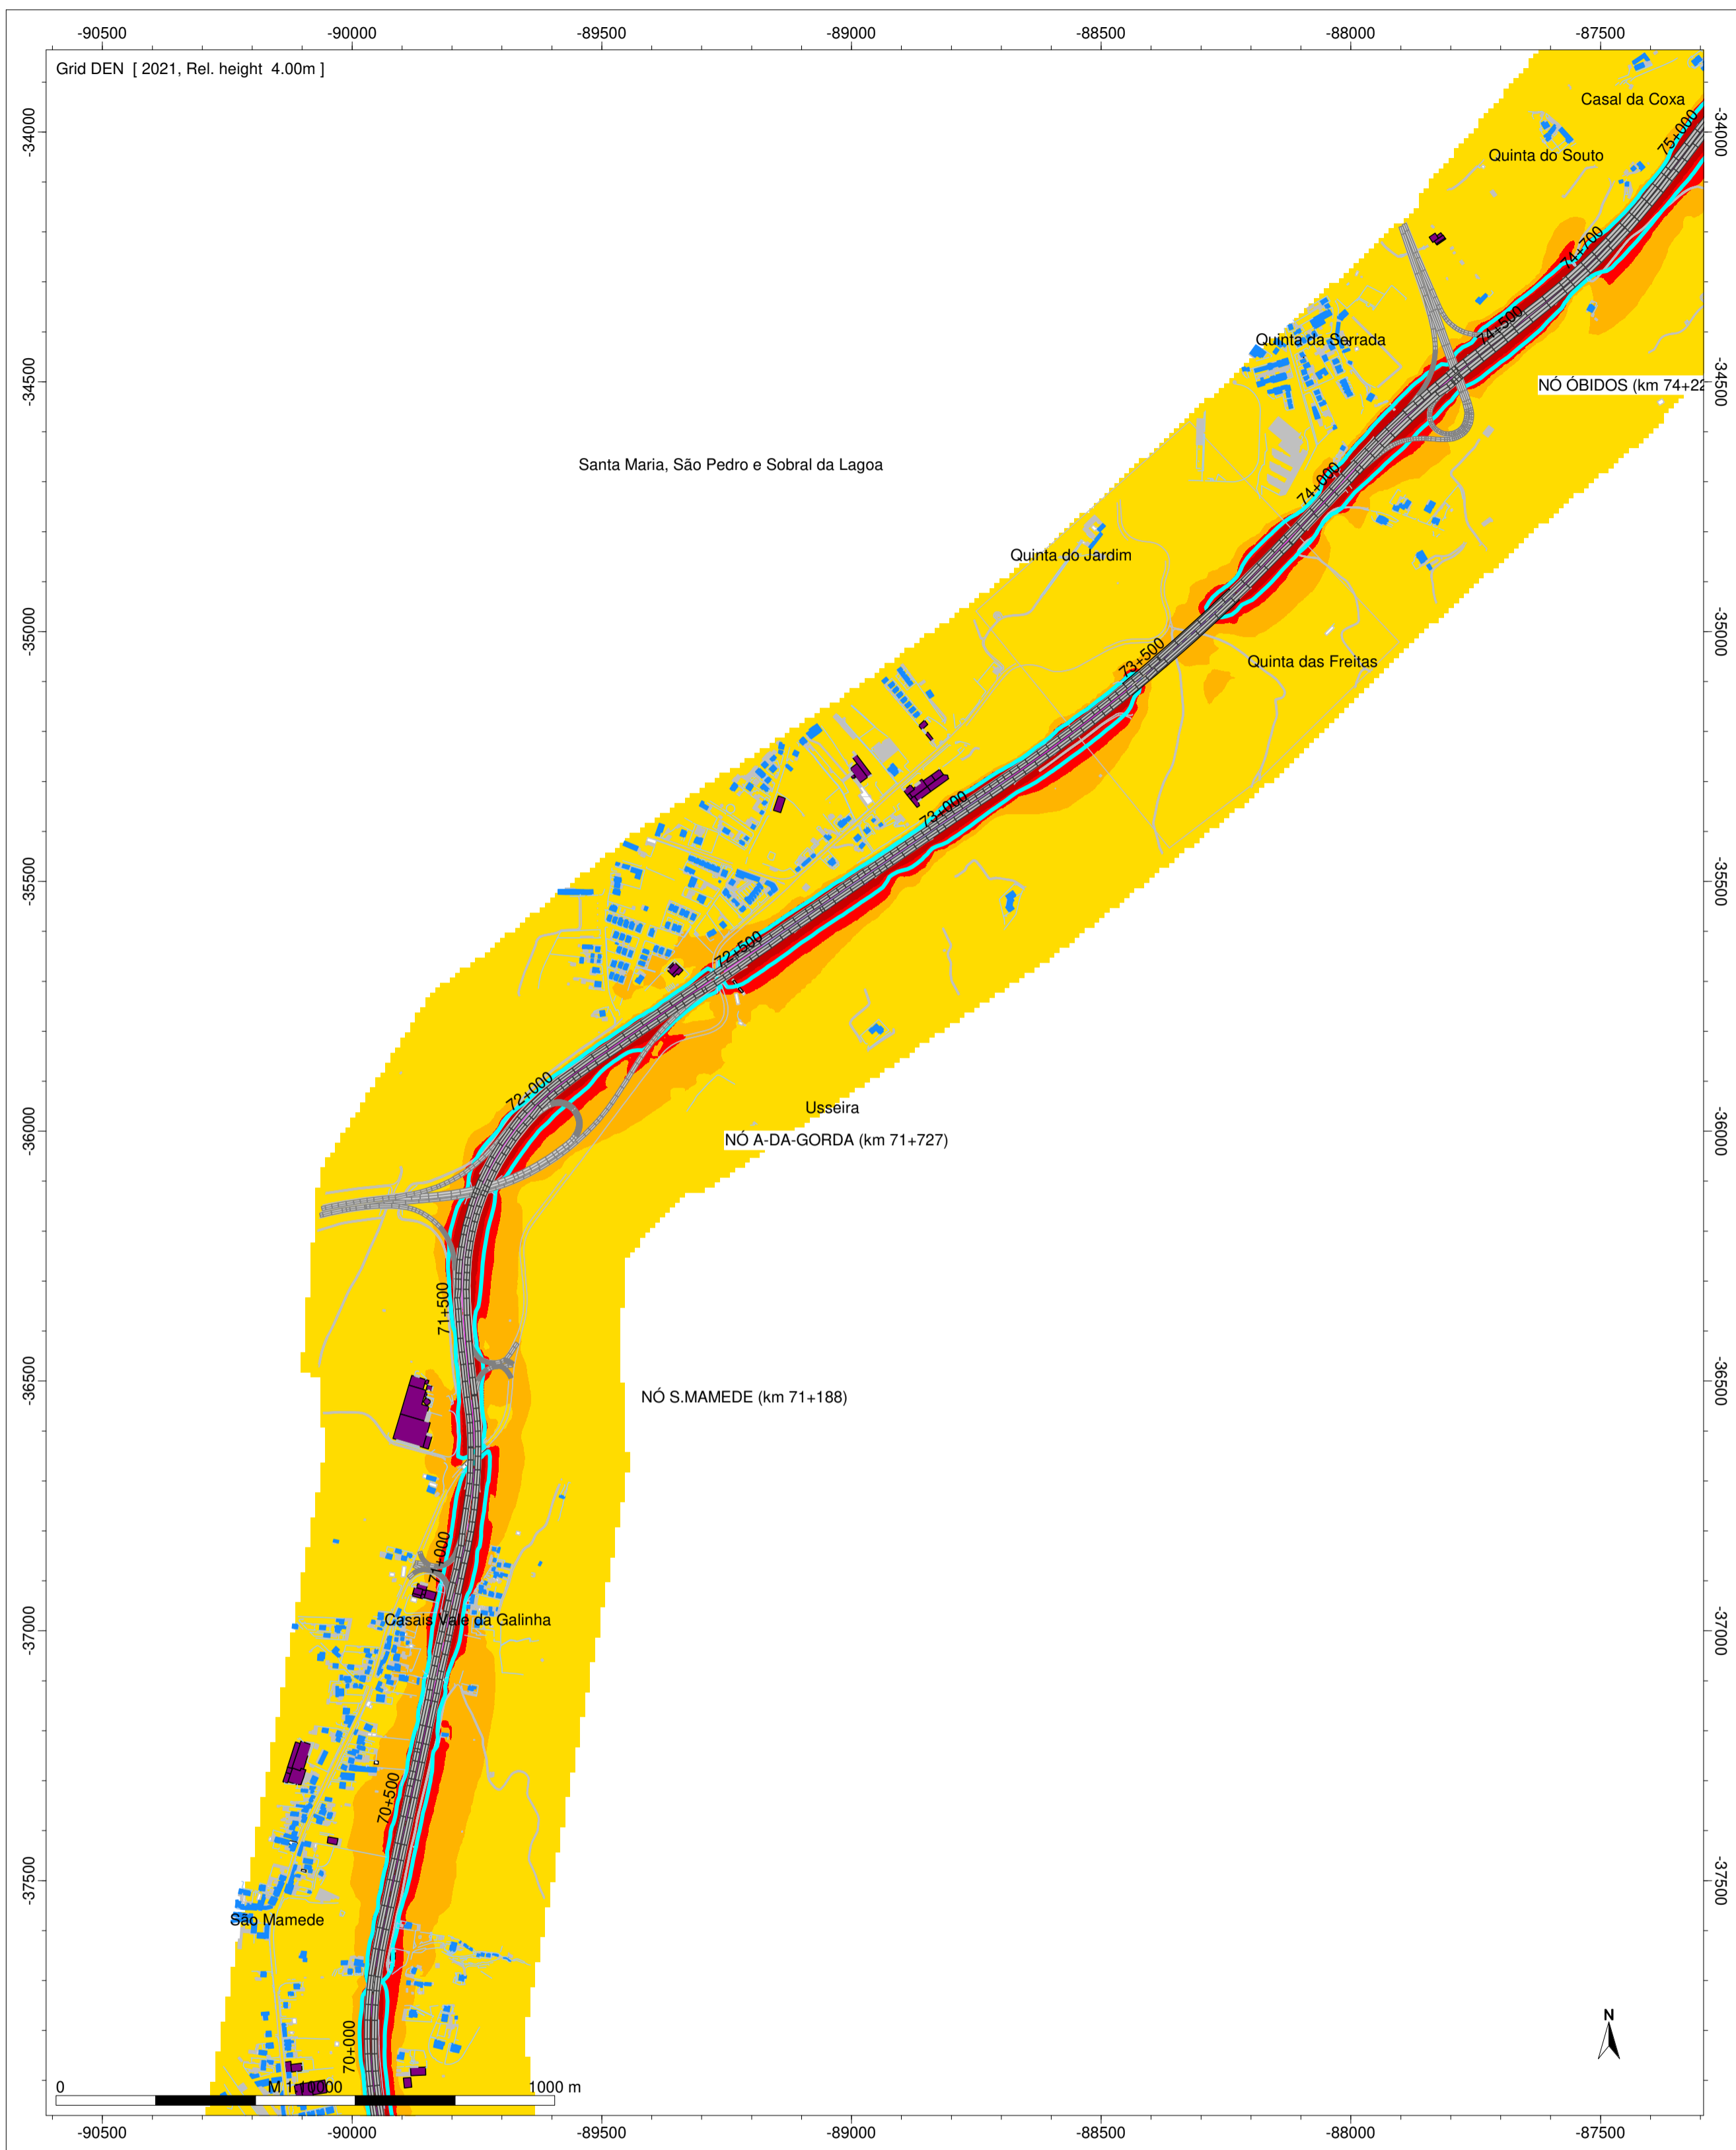 -90500 -90000 -89500 -89000 -88500 -88000 -87500
Grid DEN [ 2021, Rel. height 4.00m ]
Casal da Coxa
75+000
-34000 -34000
Quinta do Souto
74+700
74+500
Quinta da Serrada
-34500 -34500
NÓ ÓBIDOS (km 74+22
Santa Maria, São Pedro e Sobral da Lagoa
74+000
Quinta do Jardim
-35000 -35000
73+500
Quinta das Freitas
73+000
-35500 -35500
72+500
72+000
Usseira
-36000 -36000
NÓ A-DA-GORDA (km 71+727)
71+500
-36500 -36500
NÓ S.MAMEDE (km 71+188)
71+000
Casais Vale da Galinha
-37000 -37000
70+500
-37500 -37500
São Mamede
N
70+000
0 M 1:10000 1000 m
-90500 -90000 -89500 -89000 -88500 -88000 -87500